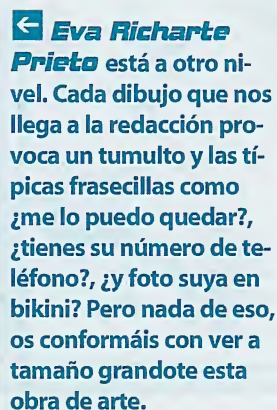 Eva Richarte
Prieto está a otro ni-
vel. Cada dibujo que nos
llega a la redacción pro-
voca un tumulto y las tí-
picas frasecillas como
¿me lo puedo quedar?,
¿tienes su número de te-
léfono?, ¿y foto suya en
bikini? Pero nada de eso,
os conformáis con ver a
tamaño grandote esta
obra de arte.